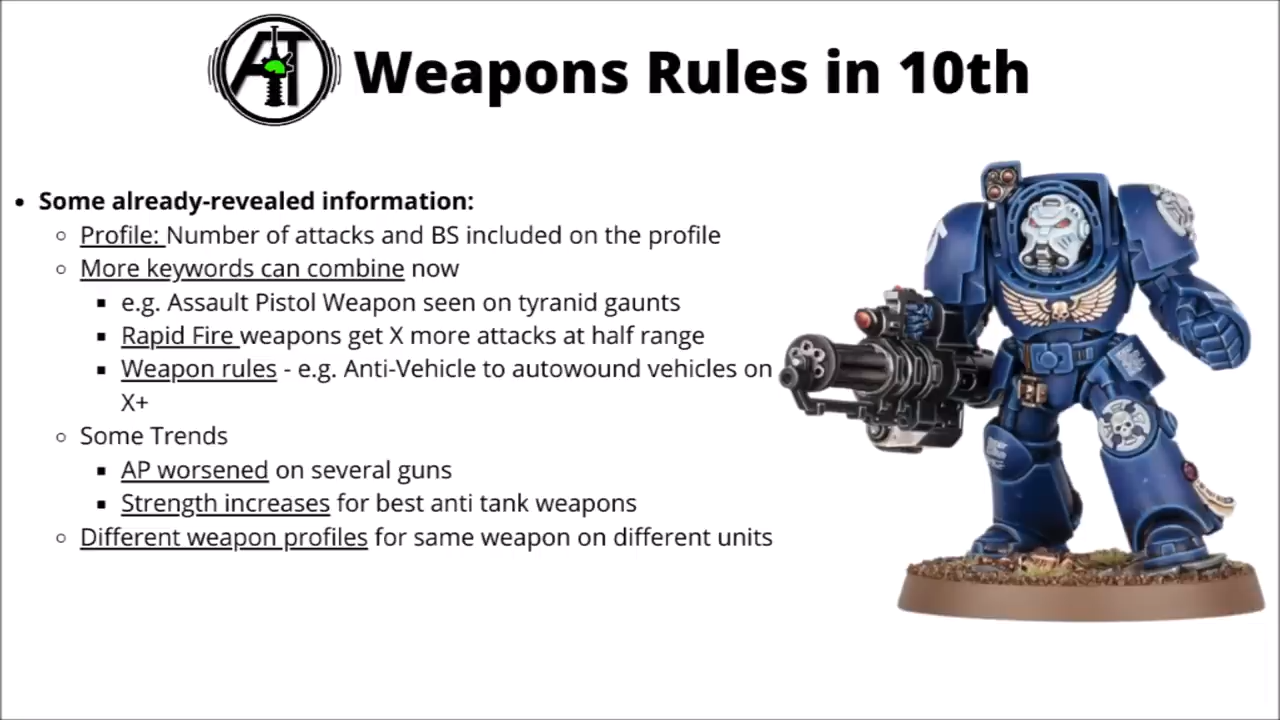 AT Weapons Rules in 10th
• Some already-revealed information:
○ Profile: Number of attacks and BS included on the profile
○ More keywords can combine now
▪ e.g. Assault Pistol Weapon seen on tyranid gaunts
▪ Rapid Fire weapons get X more attacks at half range
▪ Weapon rules - e.g. Anti-Vehicle to autowound vehicles on
X+
○ Some Trends
▪ AP worsened on several guns
▪ Strength increases for best anti tank weapons
○ Different weapon profiles for same weapon on different units